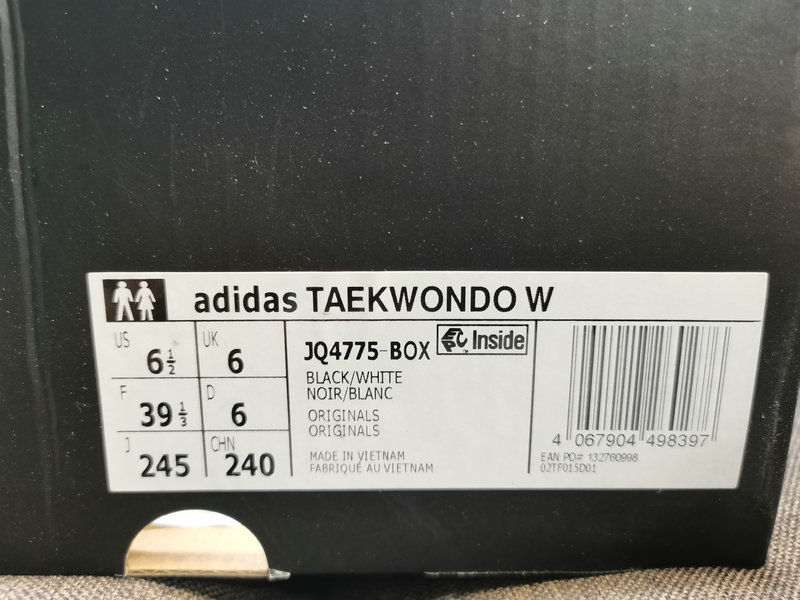 adidas TAEKWONDO W
US 6 1/2
UK 6
F 39 1/3
D 6
J 245
CHN 240
JQ4775-BOX
EPC Inside
BLACK/WHITE
NOIR/BLANC
ORIGINALS
ORIGINALS
MADE IN VIETNAM
FABRIQUÉ AU VIETNAM
4 067904 498397
EAN PO# 132760998
02TF015D01